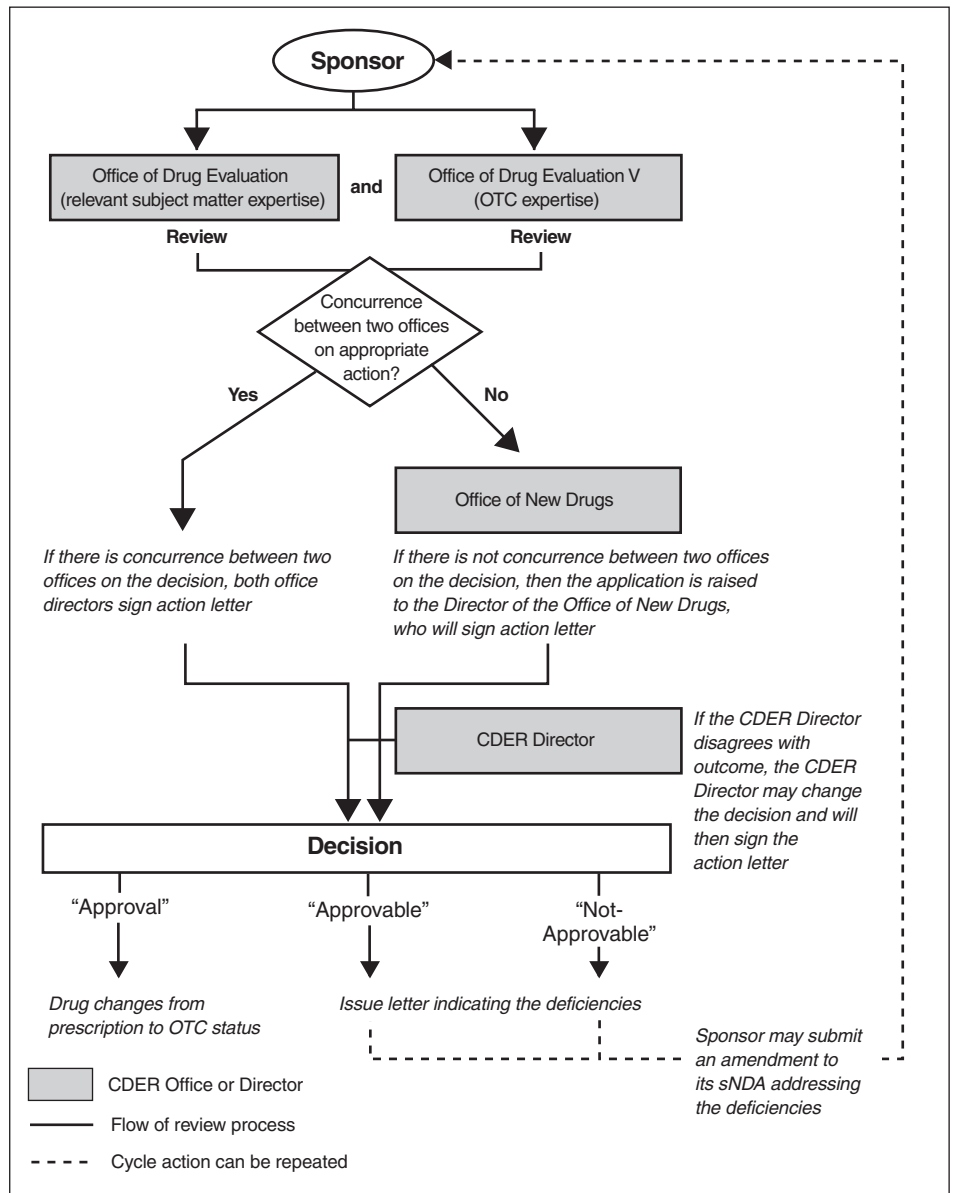 Sponsor
Office of Drug Evaluation
(relevant subject matter expertise)
and
Office of Drug Evaluation V
(OTC expertise)
Review
Review
Concurrence
between two offices
on appropriate
action?
Yes
No
Office of New Drugs
If there is concurrence between two
offices on the decision, both office
directors sign action letter
If there is not concurrence between two offices
on the decision, then the application is raised
to the Director of the Office of New Drugs,
who will sign action letter
CDER Director
If the CDER Director
disagrees with
outcome, the CDER
Director may change
the decision and will
then sign the
action letter
Decision
“Approval”
“Approvable”
“Not-
Approvable”
Drug changes from
prescription to OTC status
Issue letter indicating the deficiencies
Sponsor may submit
an amendment to
its sNDA addressing
the deficiencies
CDER Office or Director
Flow of review process
Cycle action can be repeated